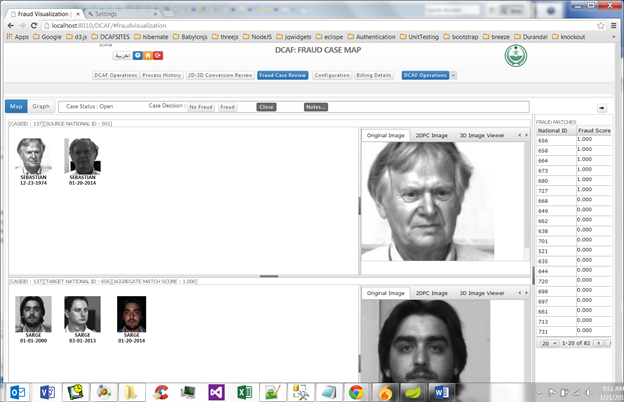 Fraud Visualization
Settings
localhost:8010/DCAF/#fraudvisualization
Apps Google d3.js DCAFSITES hibernate Babylonjs threejs NodeJS GeoApps jqwidgets eclispe Authentication UnitTesting bootstrap breeze Durandal knockout
العربية
DCAF: FRAUD CASE MAP
DCAF Operations Process History 2D-3D Conversion Review Fraud Case Review Configuration Billing Details DCAF Operations
Map Graph Case Status : Open Case Decision : No Fraud Fraud Close Notes...
[CASEID : 137][SOURCE NATIONAL ID : 501]
SEBASTIAN
12-23-1974
SEBASTIAN
01-20-2014
Original Image 2DPC Image 3D Image Viewer
[CASEID : 137][TARGET NATIONAL ID : 656][AGGREGATE MATCH SCORE : 1.000]
SARGE
01-01-2000
SARGE
03-01-2013
SARGE
01-20-2014
Original Image 2DPC Image 3D Image Viewer
FRAUD MATCHES
National ID Fraud Score
656 1.000
658 1.000
664 1.000
673 1.000
680 1.000
727 1.000
668 0.000
649 0.000
662 0.000
638 0.000
701 0.000
521 0.000
635 0.000
644 0.000
720 0.000
698 0.000
697 0.000
661 0.000
713 0.000
731 0.000
20 1-20 of 82
9:51 AM